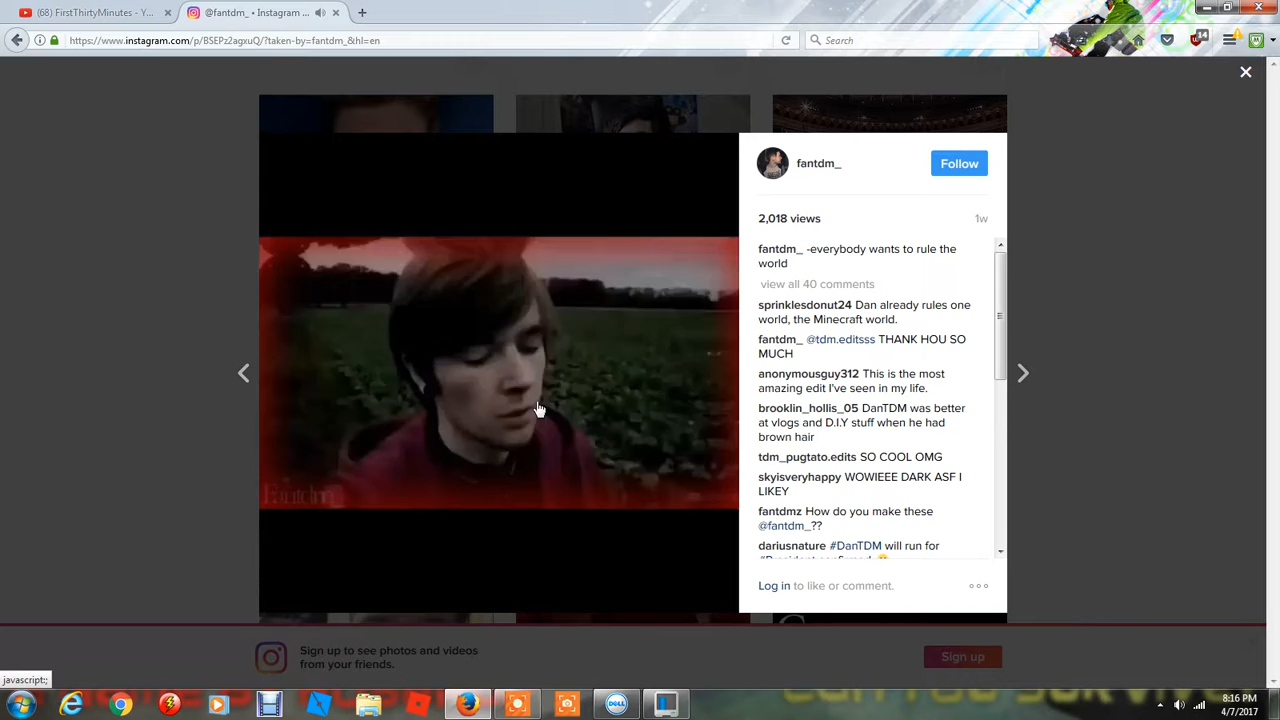 (68) FirstThirtyMinutes - Y...
@fantdm_ • Instagram ...
https://www.instagram.com/p/BSEPz2agxuQ/?taken-by=fantdm_&hl=en
Search
14
fantdm_
Follow
2,018 views
1w
fantdm_ -everybody wants to rule the
world
view all 40 comments
sprinklesdonut24 Dan already rules one
world, the Minecraft world.
fantdm_ @tdm.editsss THANK HOU SO
MUCH
anonymousguy312 This is the most
amazing edit I've seen in my life.
brooklin_hollis_05 DanTDM was better
at vlogs and D.I.Y stuff when he had
brown hair
tdm_pugtato.edits SO COOL OMG
skyisveryhappy WOWIEEE DARK ASF I
LIKEY
fantdmz How do you make these
@fantdm_??
dariusnature #DanTDM will run for
Fantdm
Log in to like or comment.
Sign up to see photos and videos
from your friends.
Sign up
javascript:;
DELL
8:16 PM
4/7/2017